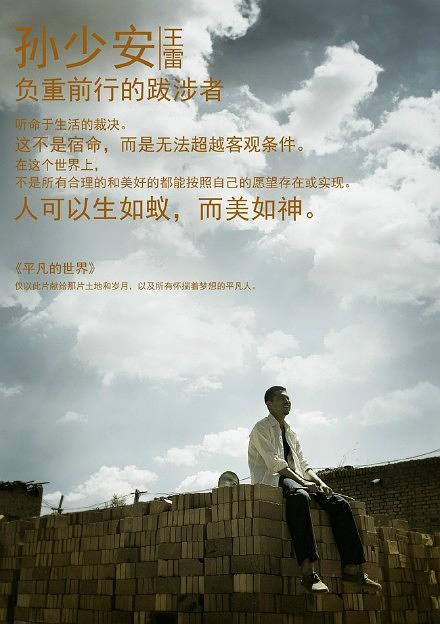 孙少安|王雷
负重前行的跋涉者
听命于生活的裁决。
这不是宿命，而是无法超越客观条件。
在这个世界上，
不是所有合理的和美好的都能按照自己的愿望存在或实现。
人可以生如蚁，而美如神。
《平凡的世界》
仅以此片献给那片土地和岁月，以及所有怀揣着梦想的平凡人。